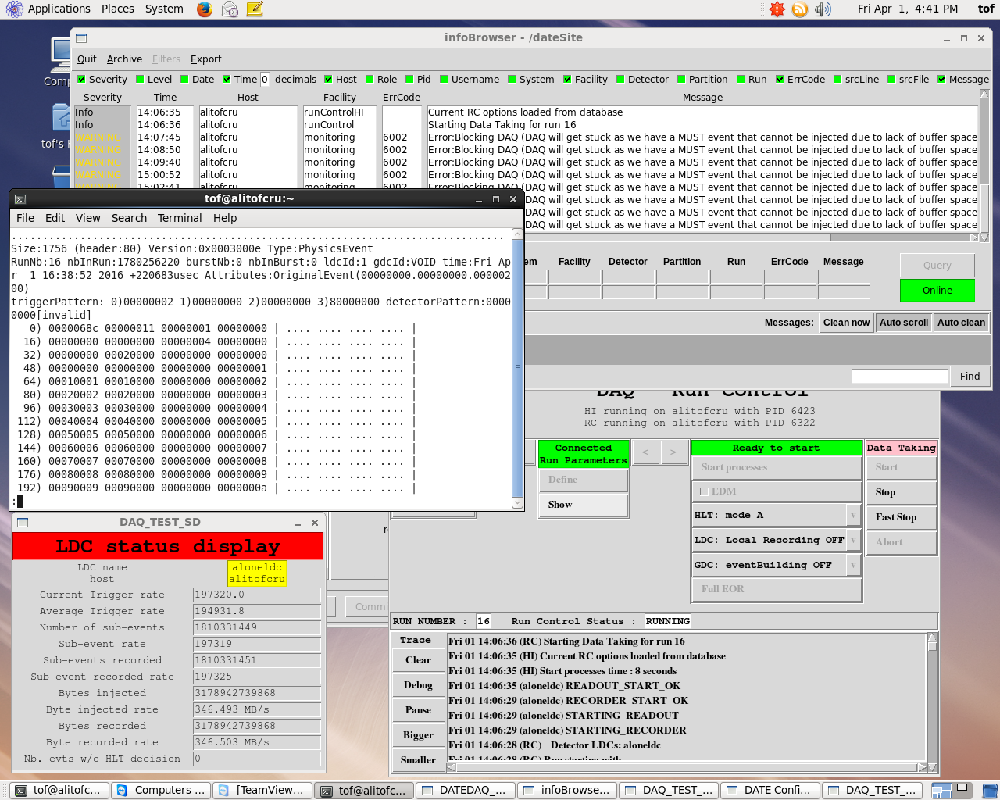 Applications Places System Fri Apr 1, 4:41 PM tof
infoBrowser - /dateSite
Quit Archive Filters Export
Severity Level Date Time 0 decimals Host Role Pid Username System Facility Detector Partition Run ErrCode srcLine srcFile Message
Severity Time Host Facility ErrCode Message
Info 14:06:35 alitofcru runControlHI Current RC options loaded from database
Info 14:06:36 alitofcru runControl Starting Data Taking for run 16
WARNING 14:07:45 alitofcru monitoring 6002 Error:Blocking DAQ (DAQ will get stuck as we have a MUST event that cannot be injected due to lack of buffer space
WARNING 14:08:50 alitofcru monitoring 6002 Error:Blocking DAQ (DAQ will get stuck as we have a MUST event that cannot be injected due to lack of buffer space
WARNING 14:09:40 alitofcru monitoring 6002 Error:Blocking DAQ (DAQ will get stuck as we have a MUST event that cannot be injected due to lack of buffer space
WARNING 15:00:52 alitofcru monitoring 6002 Error:Blocking DAQ (DAQ will get stuck as we have a MUST event that cannot be injected due to lack of buffer space
WARNING 15:02:41 alitofcru monitoring 6002 Error:Blocking DAQ (DAQ will get stuck as we have a MUST event that cannot be injected due to lack of buffer space
DAQ (DAQ will get stuck as we have a MUST event that cannot be injected due to lack of buffer space
DAQ (DAQ will get stuck as we have a MUST event that cannot be injected due to lack of buffer space
DAQ (DAQ will get stuck as we have a MUST event that cannot be injected due to lack of buffer space
Comp
tof's H
em Facility Detector Partition Run ErrCode Message
Query
Online
Messages: Clean now Auto scroll Auto clean
Find
tof@alitofcru:~
File Edit View Search Terminal Help
...............................................................................
Size:1756 (header:80) Version:0x0003000e Type:PhysicsEvent
RunNb:16 nbInRun:1780256220 burstNb:0 nbInBurst:0 ldcId:1 gdcId:VOID time:Fri Ap
r 1 16:38:52 2016 +220683usec Attributes:OriginalEvent(00000000.00000000.000002
00)
triggerPattern: 0)00000002 1)00000000 2)00000000 3)80000000 detectorPattern:0000
0000[invalid]
0) 0000068c 00000011 00000001 00000000 | .... .... .... .... |
16) 00000000 00000000 00000004 00000000 | .... .... .... .... |
32) 00000000 00020000 00000000 00000000 | .... .... .... .... |
48) 00000000 00000000 00000000 00000001 | .... .... .... .... |
64) 00010001 00010000 00000000 00000002 | .... .... .... .... |
80) 00020002 00020000 00000000 00000003 | .... .... .... .... |
96) 00030003 00030000 00000000 00000004 | .... .... .... .... |
112) 00040004 00040000 00000000 00000005 | .... .... .... .... |
128) 00050005 00050000 00000000 00000006 | .... .... .... .... |
144) 00060006 00060000 00000000 00000007 | .... .... .... .... |
160) 00070007 00070000 00000000 00000008 | .... .... .... .... |
176) 00080008 00080000 00000000 00000009 | .... .... .... .... |
192) 00090009 00090000 00000000 0000000a | .... .... .... .... |
:
DAQ - Run Control
HI running on alitofcru with PID 6423
RC running on alitofcru with PID 6322
Connected
Run Parameters
Define
Show
< >
Ready to start
Start processes
EDM
HLT: mode A v
LDC: Local Recording OFF v
GDC: eventBuilding OFF v
Full EOR
Data Taking
Start
Stop
Fast Stop
Abort
Commi
RUN NUMBER : 16 Run Control Status : RUNNING
Trace
Clear
Debug
Pause
Bigger
Smaller
Fri 01 14:06:36 (RC) Starting Data Taking for run 16
Fri 01 14:06:35 (HI) Current RC options loaded from database
Fri 01 14:06:35 (HI) Start processes time : 8 seconds
Fri 01 14:06:35 (aloneldc) READOUT_START_OK
Fri 01 14:06:29 (aloneldc) RECORDER_START_OK
Fri 01 14:06:29 (aloneldc) STARTING_READOUT
Fri 01 14:06:29 (aloneldc) STARTING_RECORDER
Fri 01 14:06:28 (RC) Detector LDCs: aloneldc
Fri 01 14:06:28 (RC) Run starting with
DAQ_TEST_SD
LDC status display
LDC name aloneldc
host alitofcru
Current Trigger rate 197320.0
Average Trigger rate 194931.8
Number of sub-events 1810331449
Sub-event rate 197319
Sub-events recorded 1810331451
Sub-event recorded rate 197325
Bytes injected 3178942739868
Byte injected rate 346.493 MB/s
Bytes recorded 3178942739868
Byte recorded rate 346.503 MB/s
Nb. evts w/o HLT decision 0
tof@alitofc... Computers ... [TeamView... tof@alitofc... DATEDAQ_... infoBrowse... DAQ_TEST_... DATE Confi... DAQ_TEST_...